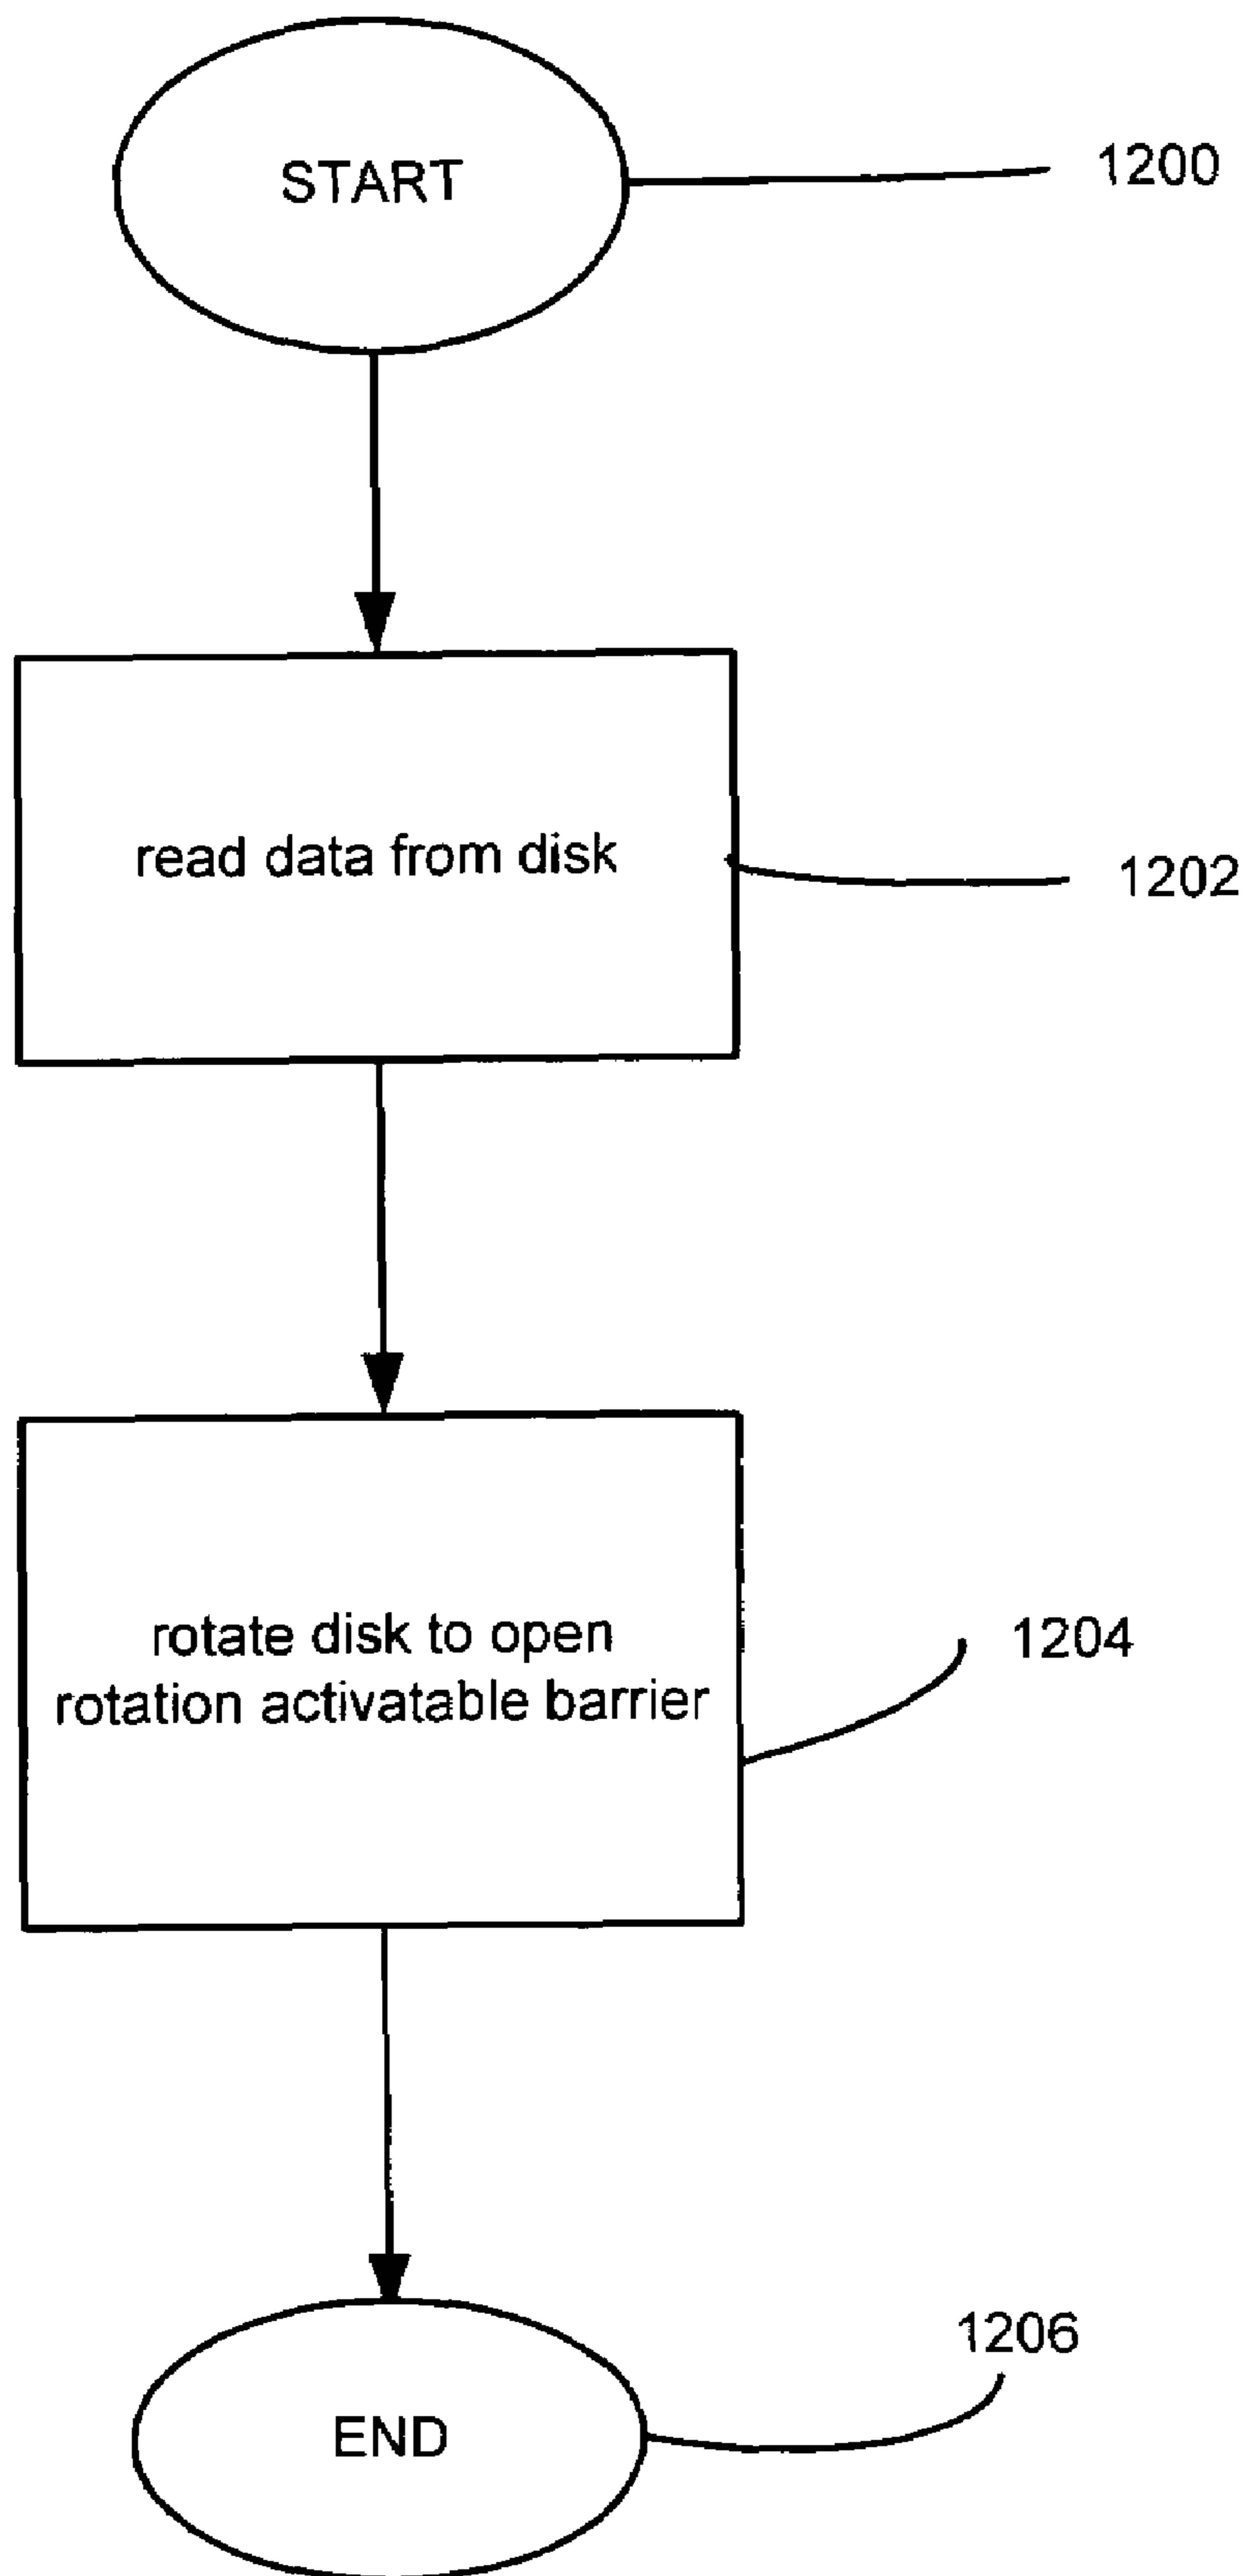 START
1200
read data from disk
1202
rotate disk to open
rotation activatable barrier
1204
1206
END